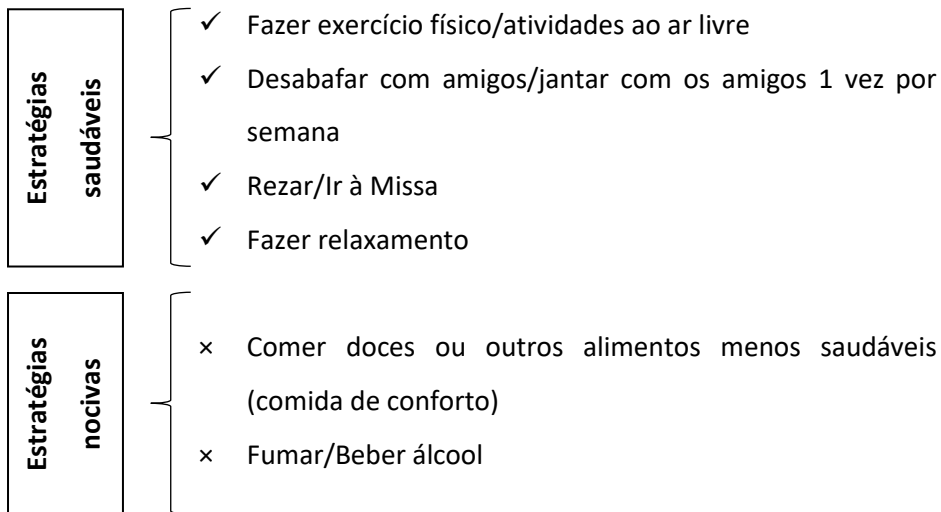 Estratégias
saudáveis
✓ Fazer exercício físico/atividades ao ar livre
✓ Desabafar com amigos/jantar com os amigos 1 vez por
semana
✓ Rezar/Ir à Missa
✓ Fazer relaxamento
Estratégias
nocivas
× Comer doces ou outros alimentos menos saudáveis
(comida de conforto)
× Fumar/Beber álcool